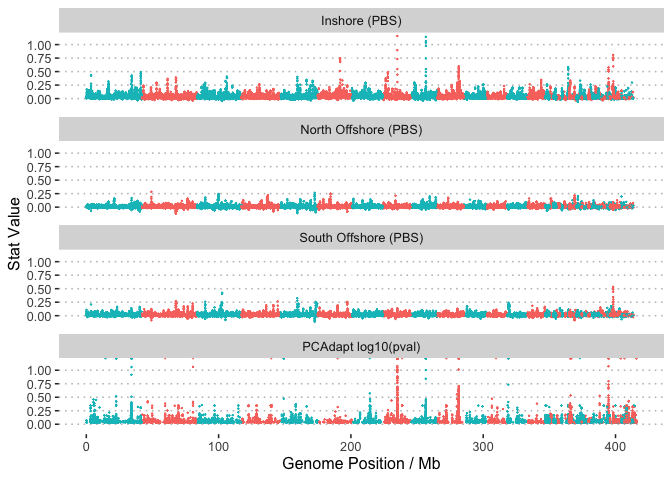 Inshore (PBS)
1.00
0.75
0.50
0.25
0.00
North Offshore (PBS)
1.00
0.75
0.50
0.25
0.00
South Offshore (PBS)
1.00
0.75
0.50
0.25
0.00
PCAdapt log10(pval)
1.00
0.75
0.50
0.25
0.00
Stat Value
0 100 200 300 400
Genome Position / Mb